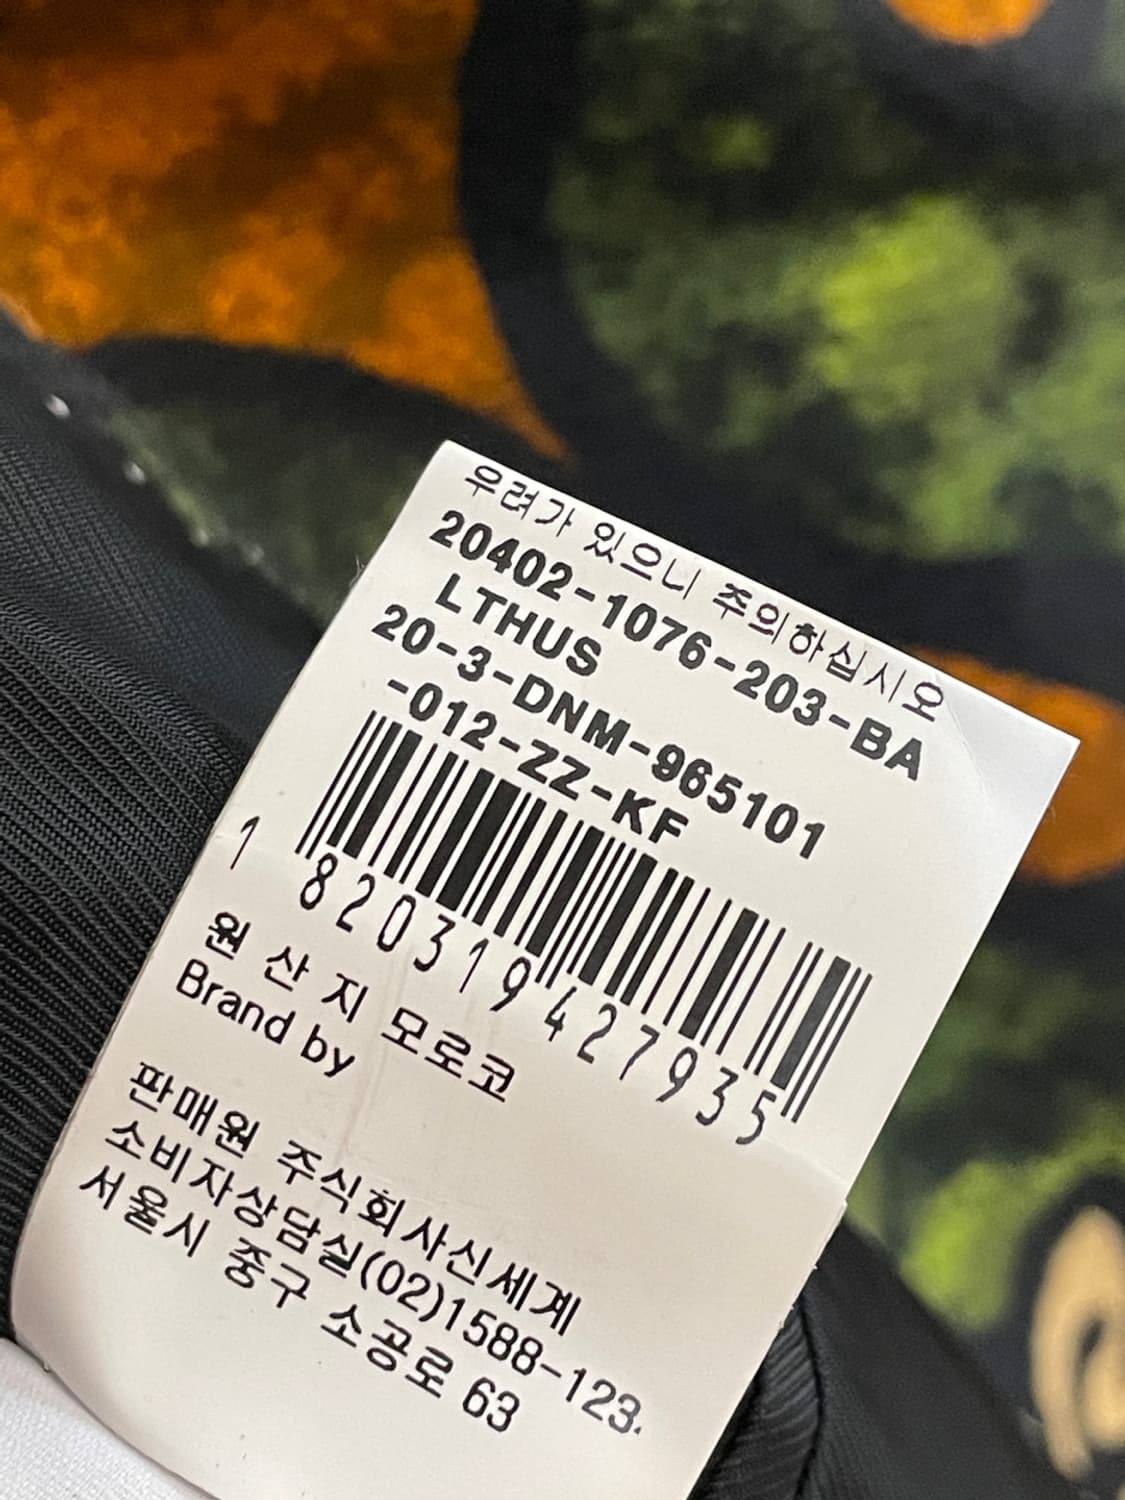 우려가 있으니 주의하십시오
20402-1076-203-BA
LTHUS
20-3-DNM-965101
-012-ZZ-KF
1 820319 427935
원 산 지 모로코
Brand by
판매원 주식회사신세계
소비자상담실(02)1588-123
서울시 중구 소공로 63